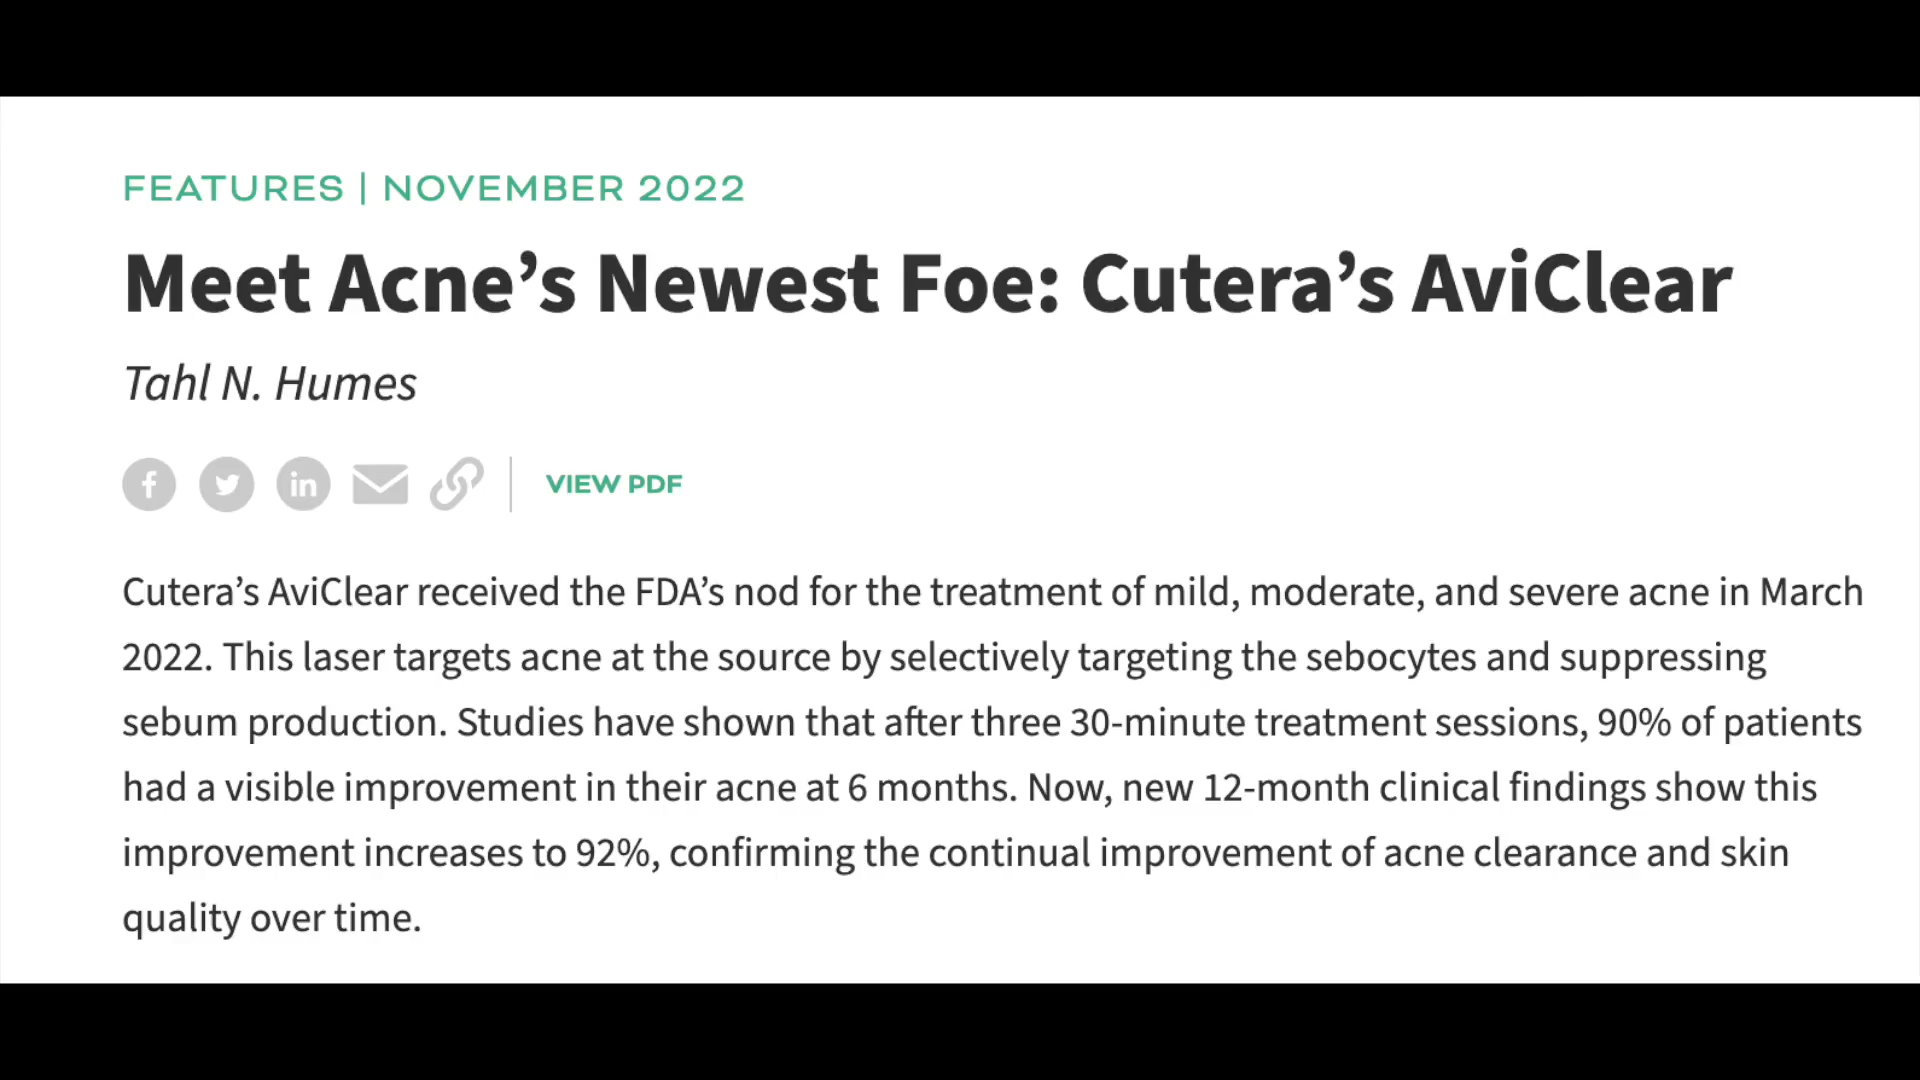 FEATURES | NOVEMBER 2022
Meet Acne’s Newest Foe: Cutera’s AviClear
Tahl N. Humes
VIEW PDF
Cutera’s AviClear received the FDA’s nod for the treatment of mild, moderate, and severe acne in March
2022. This laser targets acne at the source by selectively targeting the sebocytes and suppressing
sebum production. Studies have shown that after three 30-minute treatment sessions, 90% of patients
had a visible improvement in their acne at 6 months. Now, new 12-month clinical findings show this
improvement increases to 92%, confirming the continual improvement of acne clearance and skin
quality over time.